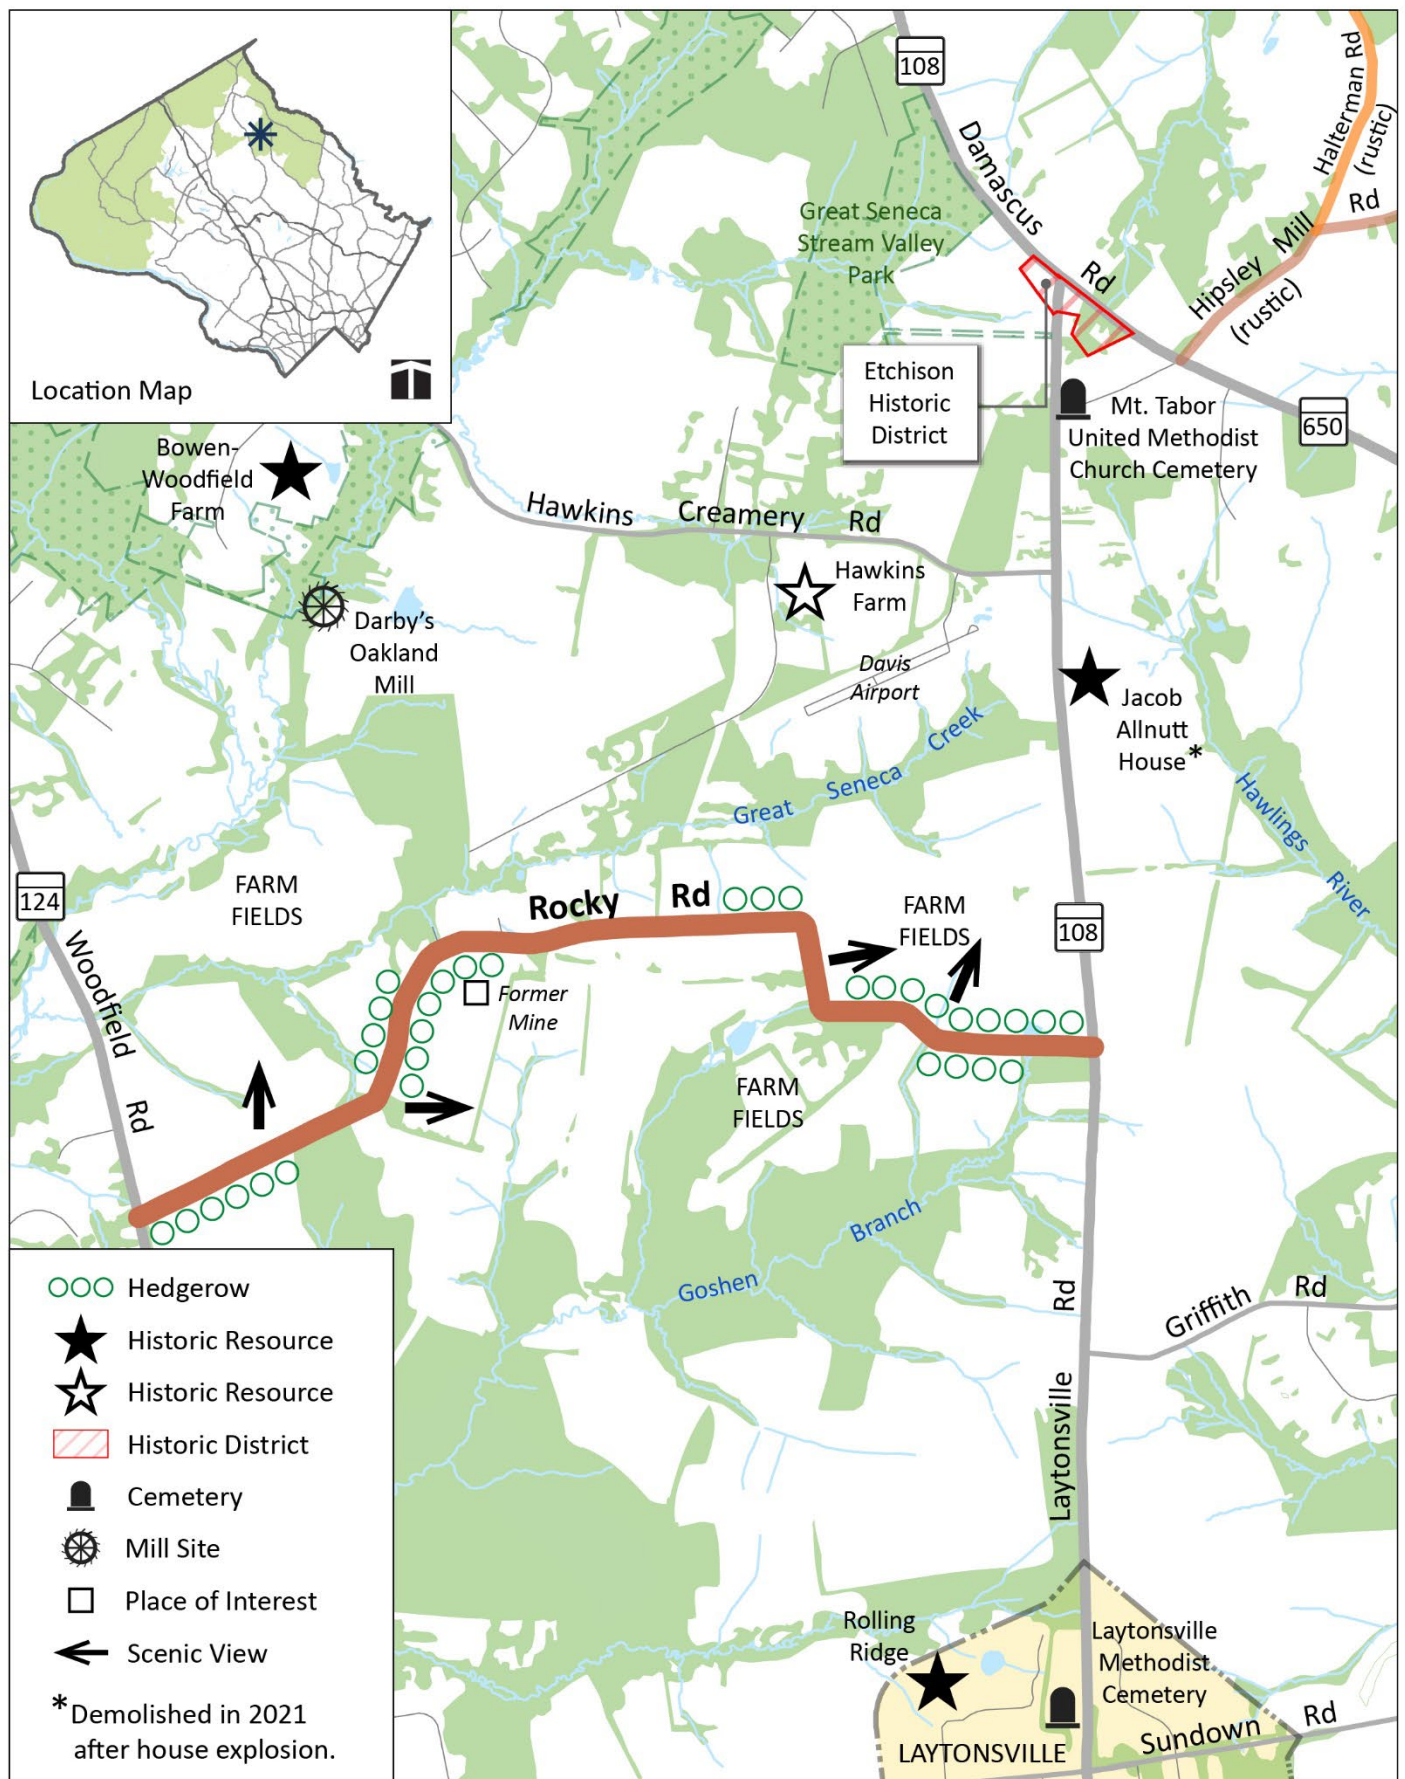 Location Map
108
Damascus
Rd
Halterman Rd
(rustic)
Hipsley Mill
Rd
(rustic)
Great Seneca
Stream Valley
Park
Etchison
Historic
District
Mt. Tabor
United Methodist
Church Cemetery
650
Bowen-
Woodfield
Farm
Hawkins Creamery Rd
Hawkins
Farm
Darby's
Oakland
Mill
Davis
Airport
Jacob
Allnutt
House*
Great Seneca Creek
Hawlings
River
124
Woodfield
Rd
FARM
FIELDS
Rocky Rd
FARM
FIELDS
108
Former
Mine
FARM
FIELDS
Goshen Branch
Griffith Rd
Laytonsville Rd
Rolling
Ridge
Laytonsville
Methodist
Cemetery
LAYTONSVILLE
Sundown Rd
Hedgerow
Historic Resource
Historic Resource
Historic District
Cemetery
Mill Site
Place of Interest
Scenic View
*Demolished in 2021
after house explosion.